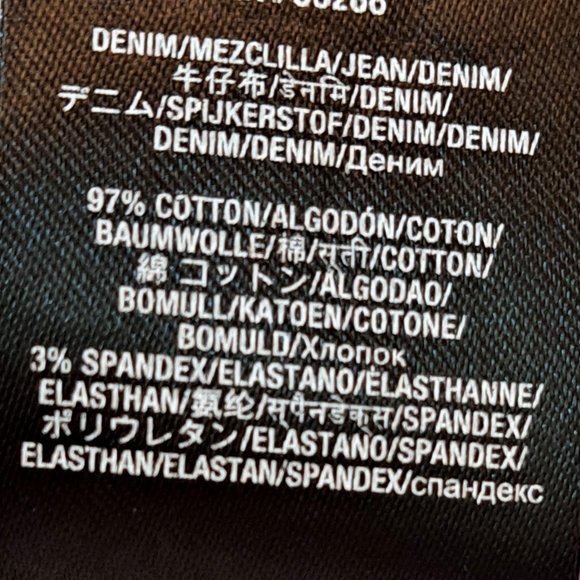 DENIM/MEZCLILLA/JEAN/DENIM/
牛仔布/डेनमि/DENIM/
デニム/SPIJKERSTOF/DENIM/DENIM/
DENIM/DENIM/Деним
97% COTTON/ALGODÓN/COTON/
BAUMWOLLE/棉/सूती/COTTON/
綿 コットン/ALGODAO/
BOMULL/KATOEN/COTONE/
BOMULD/Хлопок
3% SPANDEX/ELASTANO/ÉLASTHANNE/
ELASTHAN/氨纶/स्पैनडेक्स/SPANDEX/
ポリウレタン/ELASTANO/SPANDEX/
ELASTHAN/ELASTAN/SPANDEX/спандекс